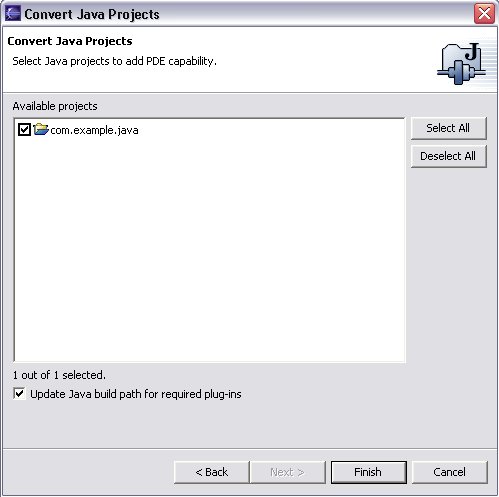 Convert Java Projects
Convert Java Projects
Select Java projects to add PDE capability.
J
Available projects
com.example.java
Select All
Deselect All
1 out of 1 selected.
Update Java build path for required plug-ins
< Back
Next >
Finish
Cancel